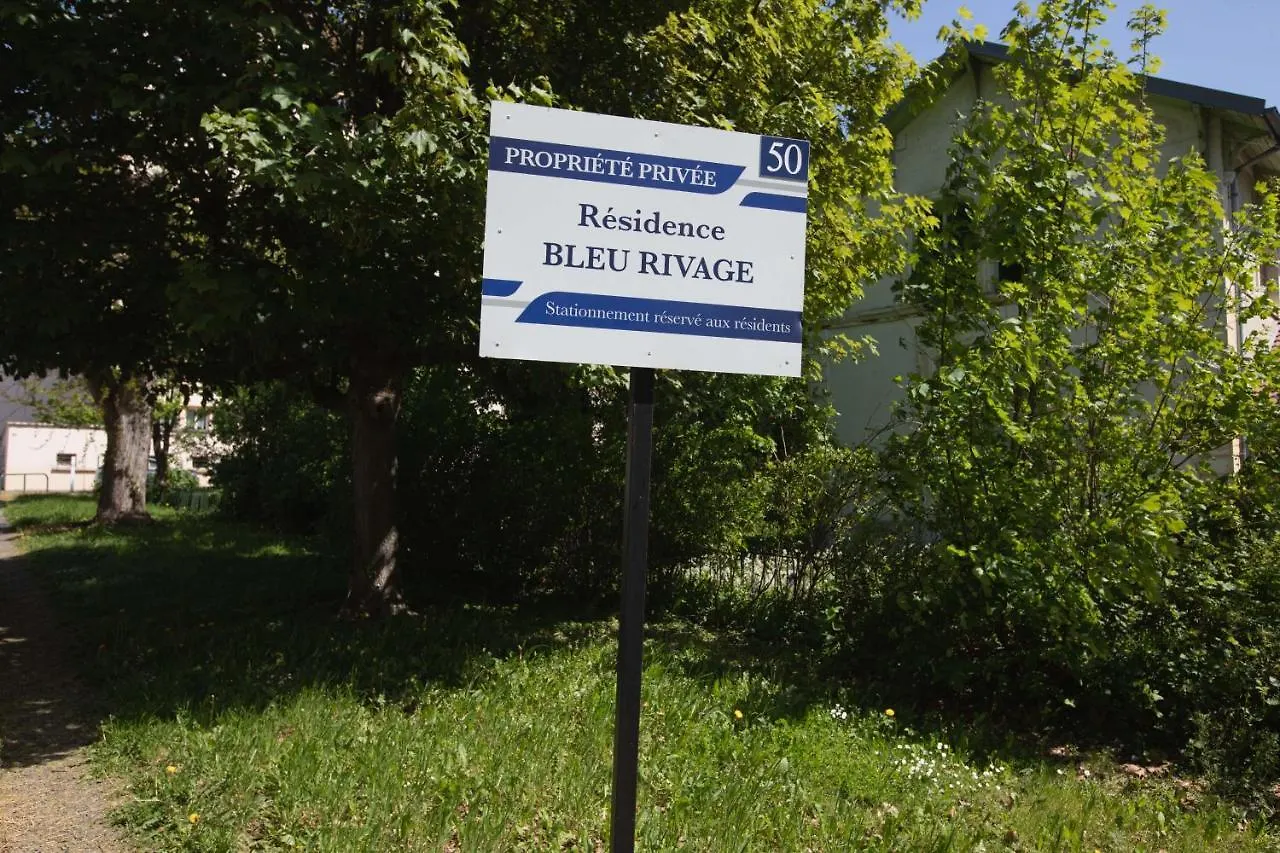 PROPRIÉTÉ PRIVÉE 50
Résidence
BLEU RIVAGE
Stationnement réservé aux résidents